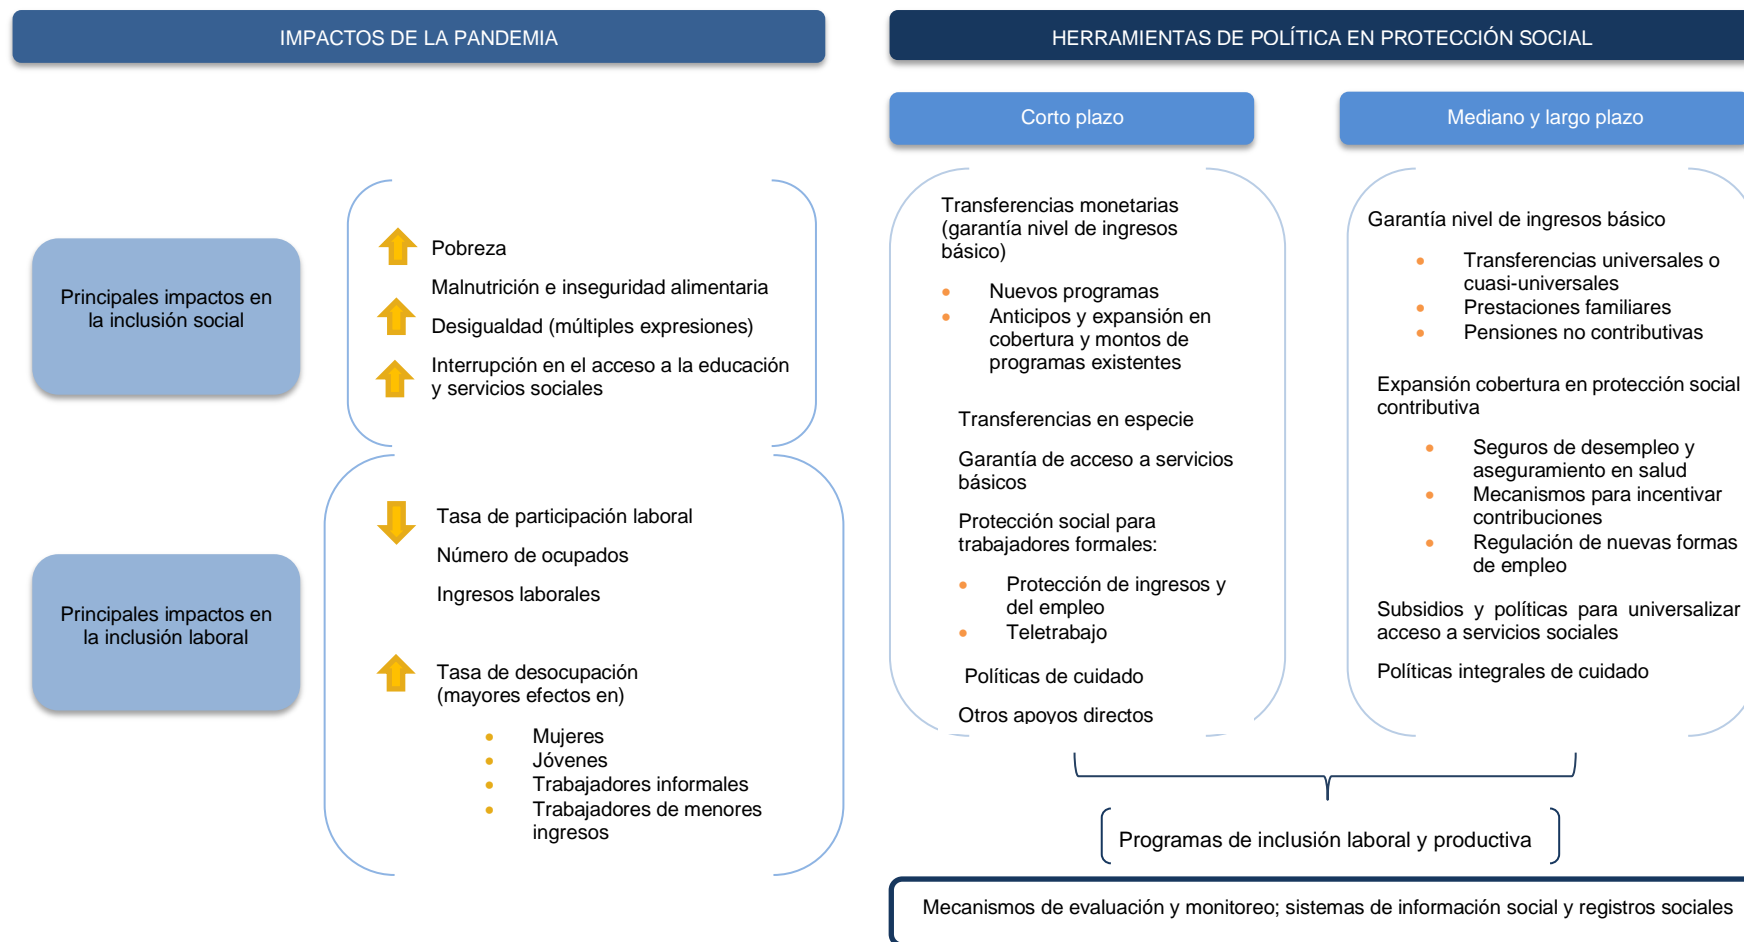 IMPACTOS DE LA PANDEMIA
Principales impactos en
la inclusión social
Pobreza
Malnutrición e inseguridad alimentaria
Desigualdad (múltiples expresiones)
Interrupción en el acceso a la educación
y servicios sociales
Principales impactos en
la inclusión laboral
Tasa de participación laboral
Número de ocupados
Ingresos laborales
Tasa de desocupación
(mayores efectos en)
• Mujeres
• Jóvenes
• Trabajadores informales
• Trabajadores de menores
ingresos
HERRAMIENTAS DE POLÍTICA EN PROTECCIÓN SOCIAL
Corto plazo
Transferencias monetarias
(garantía nivel de ingresos
básico)
• Nuevos programas
• Anticipos y expansión en
cobertura y montos de
programas existentes
Transferencias en especie
Garantía de acceso a servicios
básicos
Protección social para
trabajadores formales:
• Protección de ingresos y
del empleo
• Teletrabajo
Políticas de cuidado
Otros apoyos directos
Mediano y largo plazo
Garantía nivel de ingresos básico
• Transferencias universales o
cuasi-universales
• Prestaciones familiares
• Pensiones no contributivas
Expansión cobertura en protección social
contributiva
• Seguros de desempleo y
aseguramiento en salud
• Mecanismos para incentivar
contribuciones
• Regulación de nuevas formas
de empleo
Subsidios y políticas para universalizar
acceso a servicios sociales
Políticas integrales de cuidado
Programas de inclusión laboral y productiva
Mecanismos de evaluación y monitoreo; sistemas de información social y registros sociales